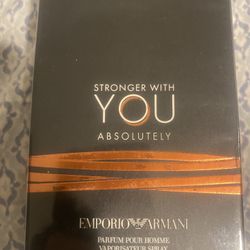 STRONGER WITH
YOU
ABSOLUTELY
EMPORIO ARMANI
PARFUM POUR HOMME
VAPORISATEUR SPRAY